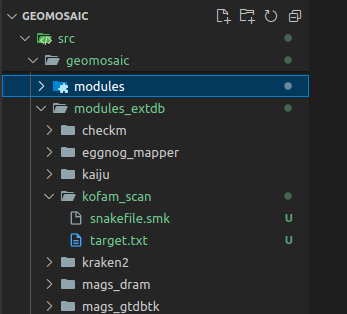 GEOMOSAIC
src
geomosaic
modules
modules_extdb
checkm
eggnog_mapper
kaiju
kofam_scan
snakefile.smk U
target.txt U
kraken2
mags_dram
mags_gtdbtk